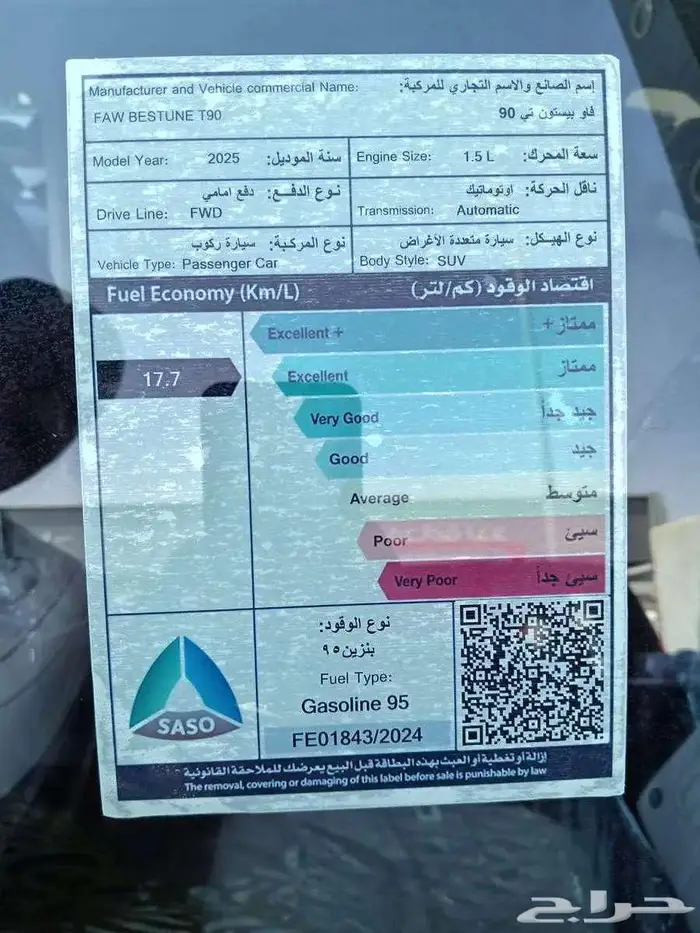 Manufacturer and Vehicle commercial Name: إسم الصانع والاسم التجاري للمركبة:
FAW BESTUNE T90 فاو بيستون تي 90
Model Year: 2025 سنة الموديل:
Engine Size: 1.5 L سعة المحرك:
نوع الدفع: دفع امامي
Drive Line: FWD
ناقل الحركة: اوتوماتيك
Transmission: Automatic
نوع المركبة: سيارة ركوب
Vehicle Type: Passenger Car
نوع الهيكل: سيارة متعددة الأغراض
Body Style: SUV
Fuel Economy (Km/L) اقتصاد الوقود (كم/لتر)
Excellent + ممتاز+
17.7
Excellent ممتاز
Very Good جيد جداً
Good جيد
Average متوسط
Poor سيئ
Very Poor سيئ جداً
SASO
نوع الوقود:
بنزين ٩٥
Fuel Type:
Gasoline 95
FE01843/2024
إزالة أو تغطية أو العبث بهذه البطاقة قبل البيع يعرضك للملاحقة القانونية
The removal, covering or damaging of this label before sale is punishable by law
حراج